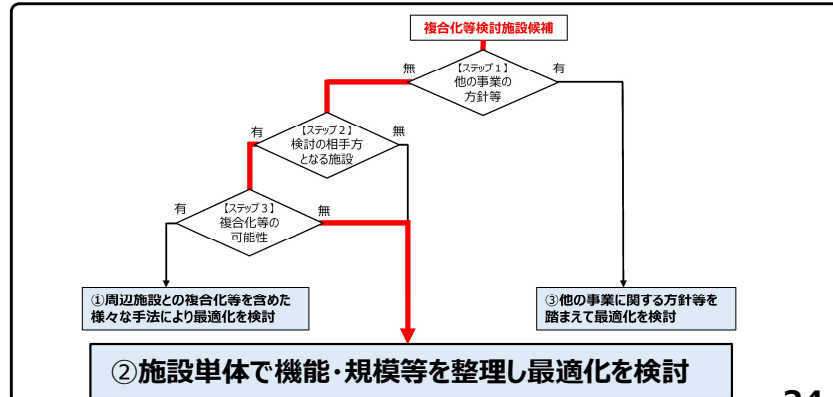 複合化等検討施設候補
無
【ステップ1】
有
他の事業の
方針等
有
【ステップ2】
無
検討の相手方
となる施設
有
【ステップ3】
無
複合化等の
可能性
①周辺施設との複合化等を含めた
様々な手法により最適化を検討
③他の事業に関する方針等を
踏まえて最適化を検討
②施設単体で機能・規模等を整理し最適化を検討